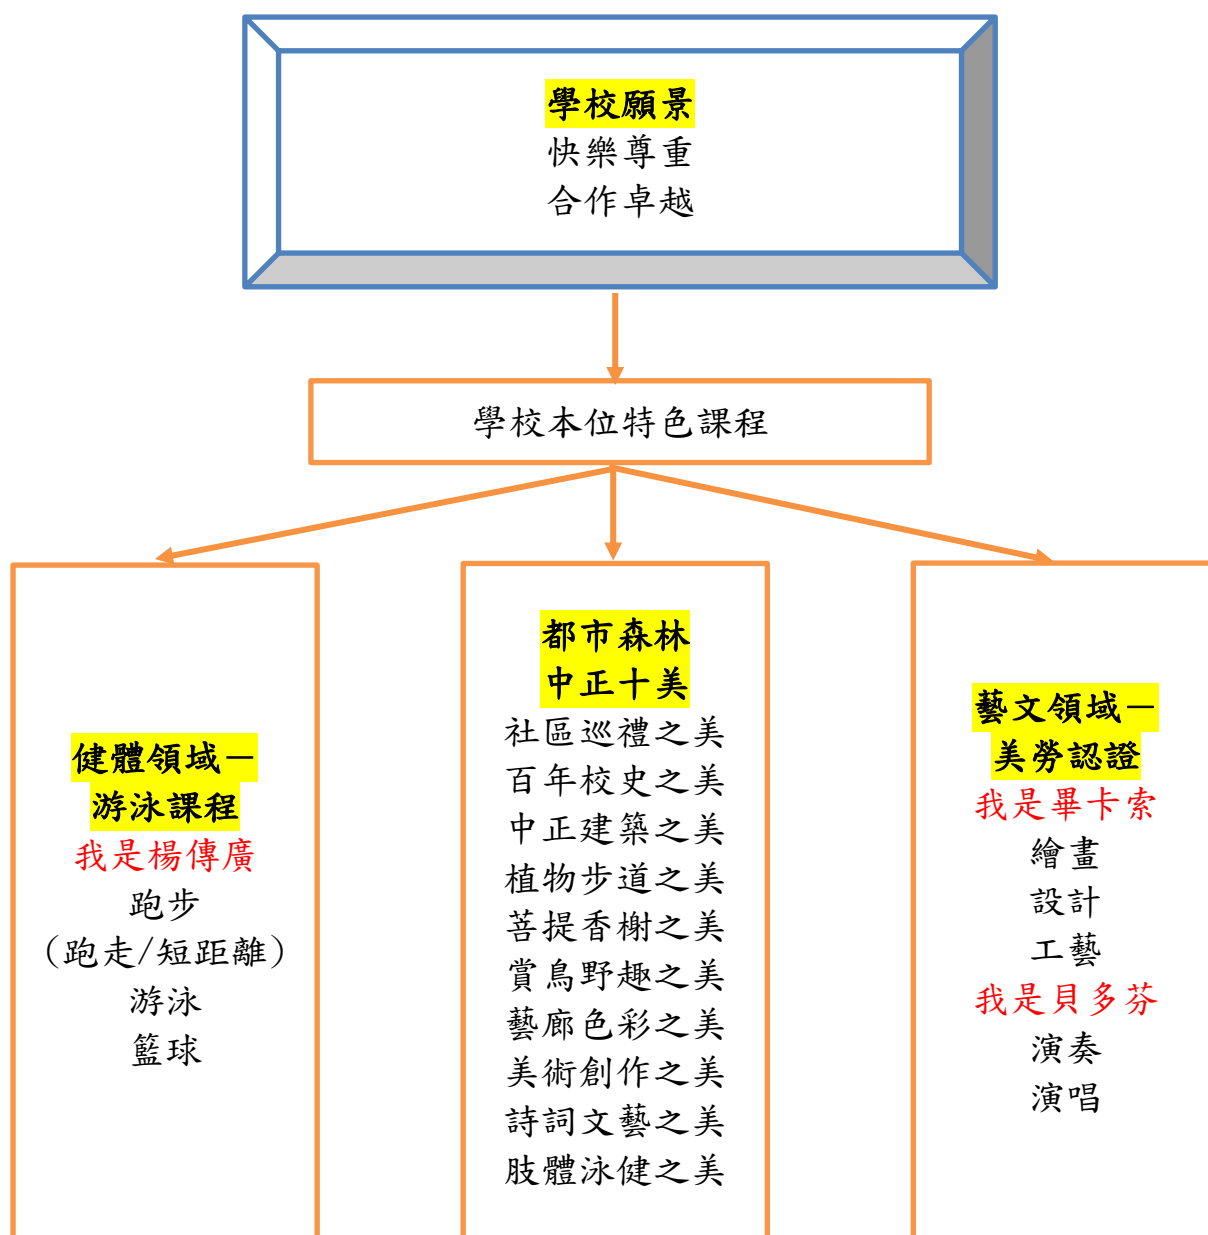 學校願景
快樂尊重
合作卓越
學校本位特色課程
健體領域－
游泳課程
我是楊傳廣
跑步
（跑走/短距離）
游泳
籃球
都市森林
中正十美
社區巡禮之美
百年校史之美
中正建築之美
植物步道之美
菩提香榭之美
賞鳥野趣之美
藝廊色彩之美
美術創作之美
詩詞文藝之美
肢體泳健之美
藝文領域－
美勞認證
我是畢卡索
繪畫
設計
工藝
我是貝多芬
演奏
演唱